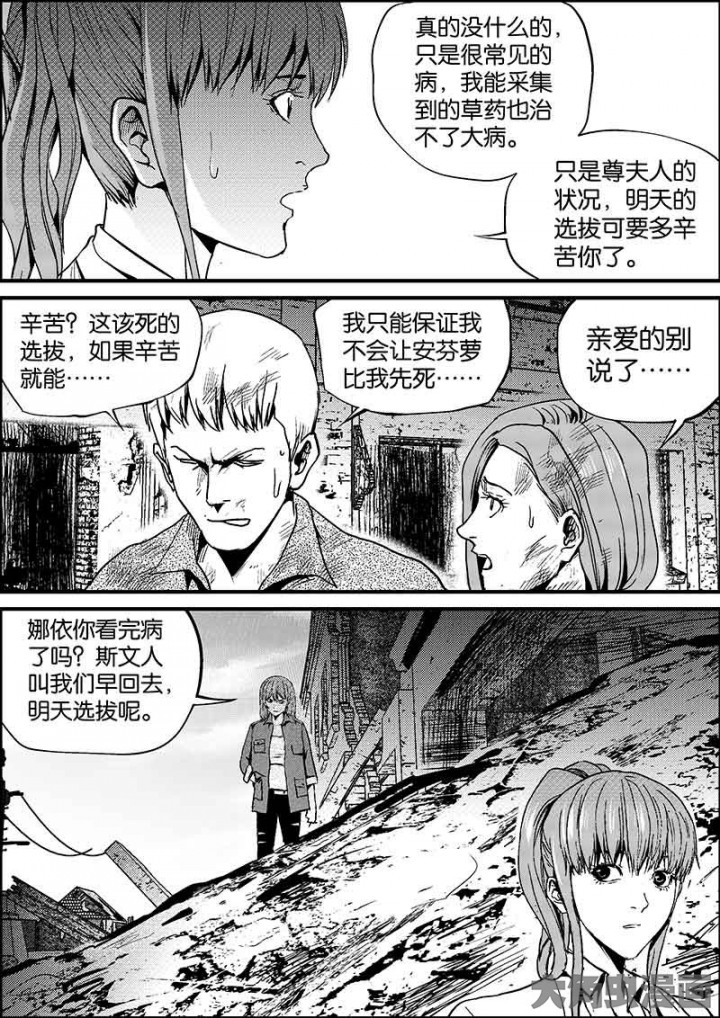 真的没什么的，
只是很常见的
病，我能采集
到的草药也治
不了大病。
只是尊夫人的
状况，明天的
选拔可要多辛
苦你了。
辛苦？这该死的
选拔，如果辛苦
就能……
我只能保证我
不会让安芬萝
比我先死……
亲爱的别
说了……
娜依你看完病
了吗？斯文人
叫我们早回去，
明天选拔呢。